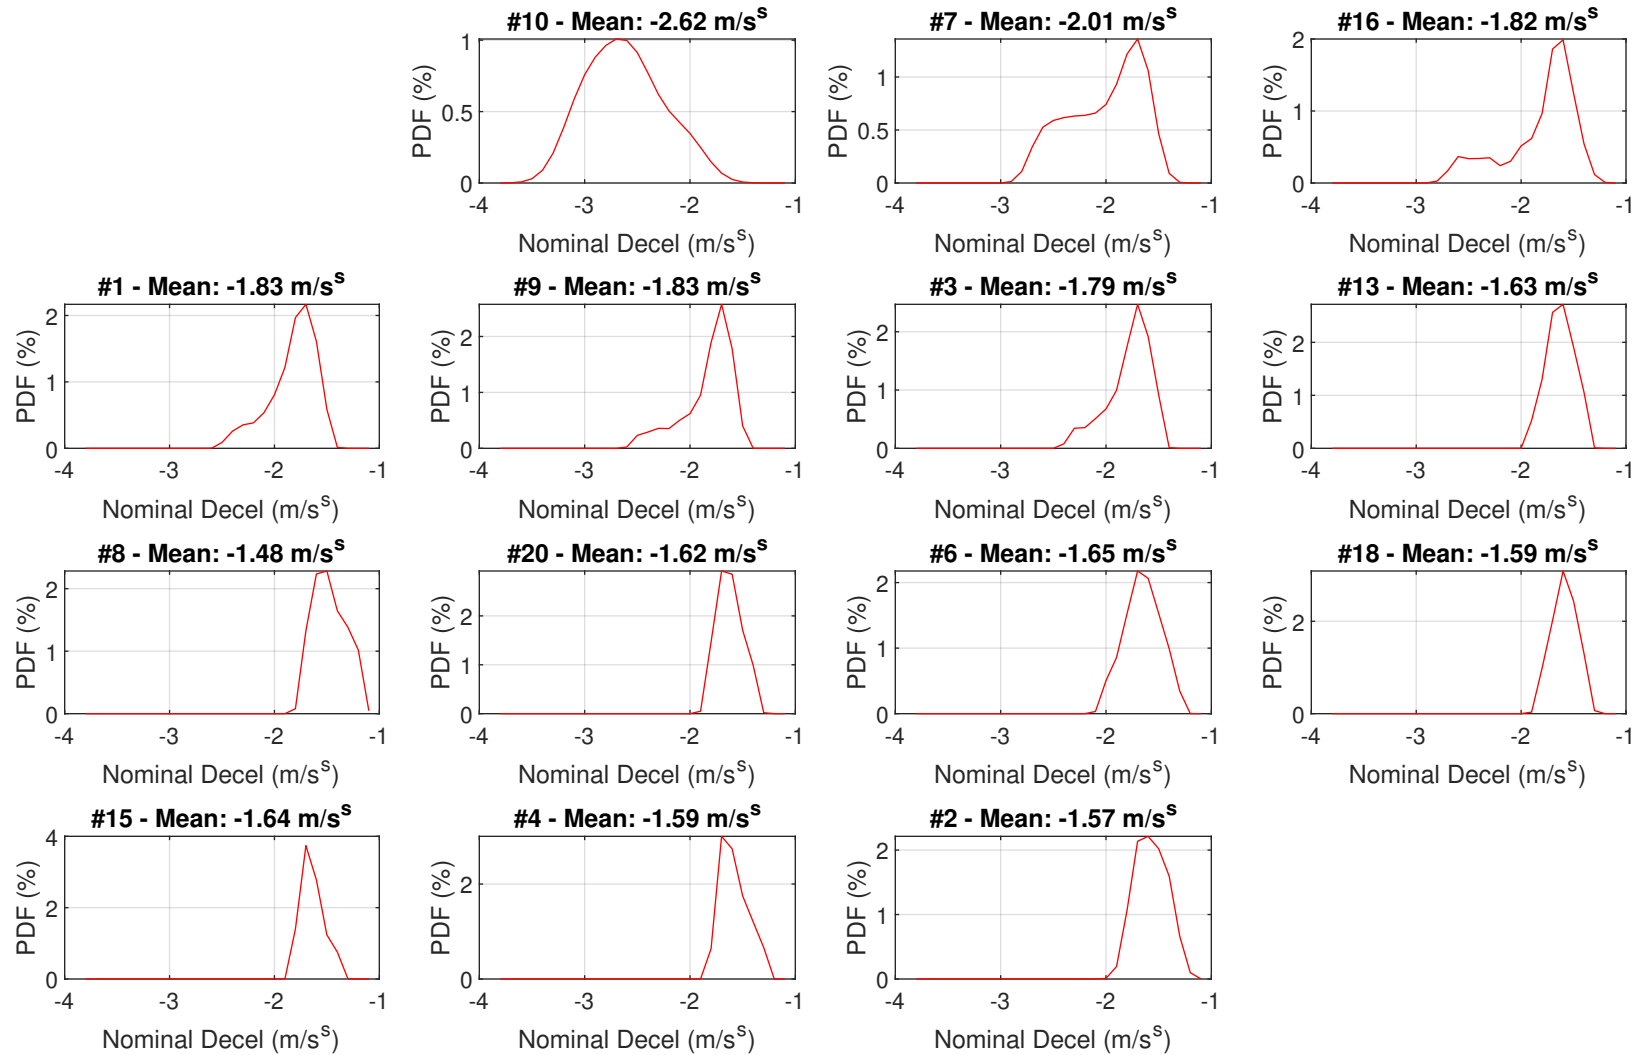 #10 - Mean: -2.62 m/s^s
1
0.5
0
PDF (%)
-4 -3 -2 -1
Nominal Decel (m/s^s)
#7 - Mean: -2.01 m/s^s
1
0.5
0
PDF (%)
-4 -3 -2 -1
Nominal Decel (m/s^s)
#16 - Mean: -1.82 m/s^s
2
1
0
PDF (%)
-4 -3 -2 -1
Nominal Decel (m/s^s)
#1 - Mean: -1.83 m/s^s
2
1
0
PDF (%)
-4 -3 -2 -1
Nominal Decel (m/s^s)
#9 - Mean: -1.83 m/s^s
2
1
0
PDF (%)
-4 -3 -2 -1
Nominal Decel (m/s^s)
#3 - Mean: -1.79 m/s^s
2
1
0
PDF (%)
-4 -3 -2 -1
Nominal Decel (m/s^s)
#13 - Mean: -1.63 m/s^s
2
1
0
PDF (%)
-4 -3 -2 -1
Nominal Decel (m/s^s)
#8 - Mean: -1.48 m/s^s
2
1
0
PDF (%)
-4 -3 -2 -1
Nominal Decel (m/s^s)
#20 - Mean: -1.62 m/s^s
2
1
0
PDF (%)
-4 -3 -2 -1
Nominal Decel (m/s^s)
#6 - Mean: -1.65 m/s^s
2
1
0
PDF (%)
-4 -3 -2 -1
Nominal Decel (m/s^s)
#18 - Mean: -1.59 m/s^s
2
0
PDF (%)
-4 -3 -2 -1
Nominal Decel (m/s^s)
#15 - Mean: -1.64 m/s^s
4
2
0
PDF (%)
-4 -3 -2 -1
Nominal Decel (m/s^s)
#4 - Mean: -1.59 m/s^s
2
0
PDF (%)
-4 -3 -2 -1
Nominal Decel (m/s^s)
#2 - Mean: -1.57 m/s^s
2
1
0
PDF (%)
-4 -3 -2 -1
Nominal Decel (m/s^s)